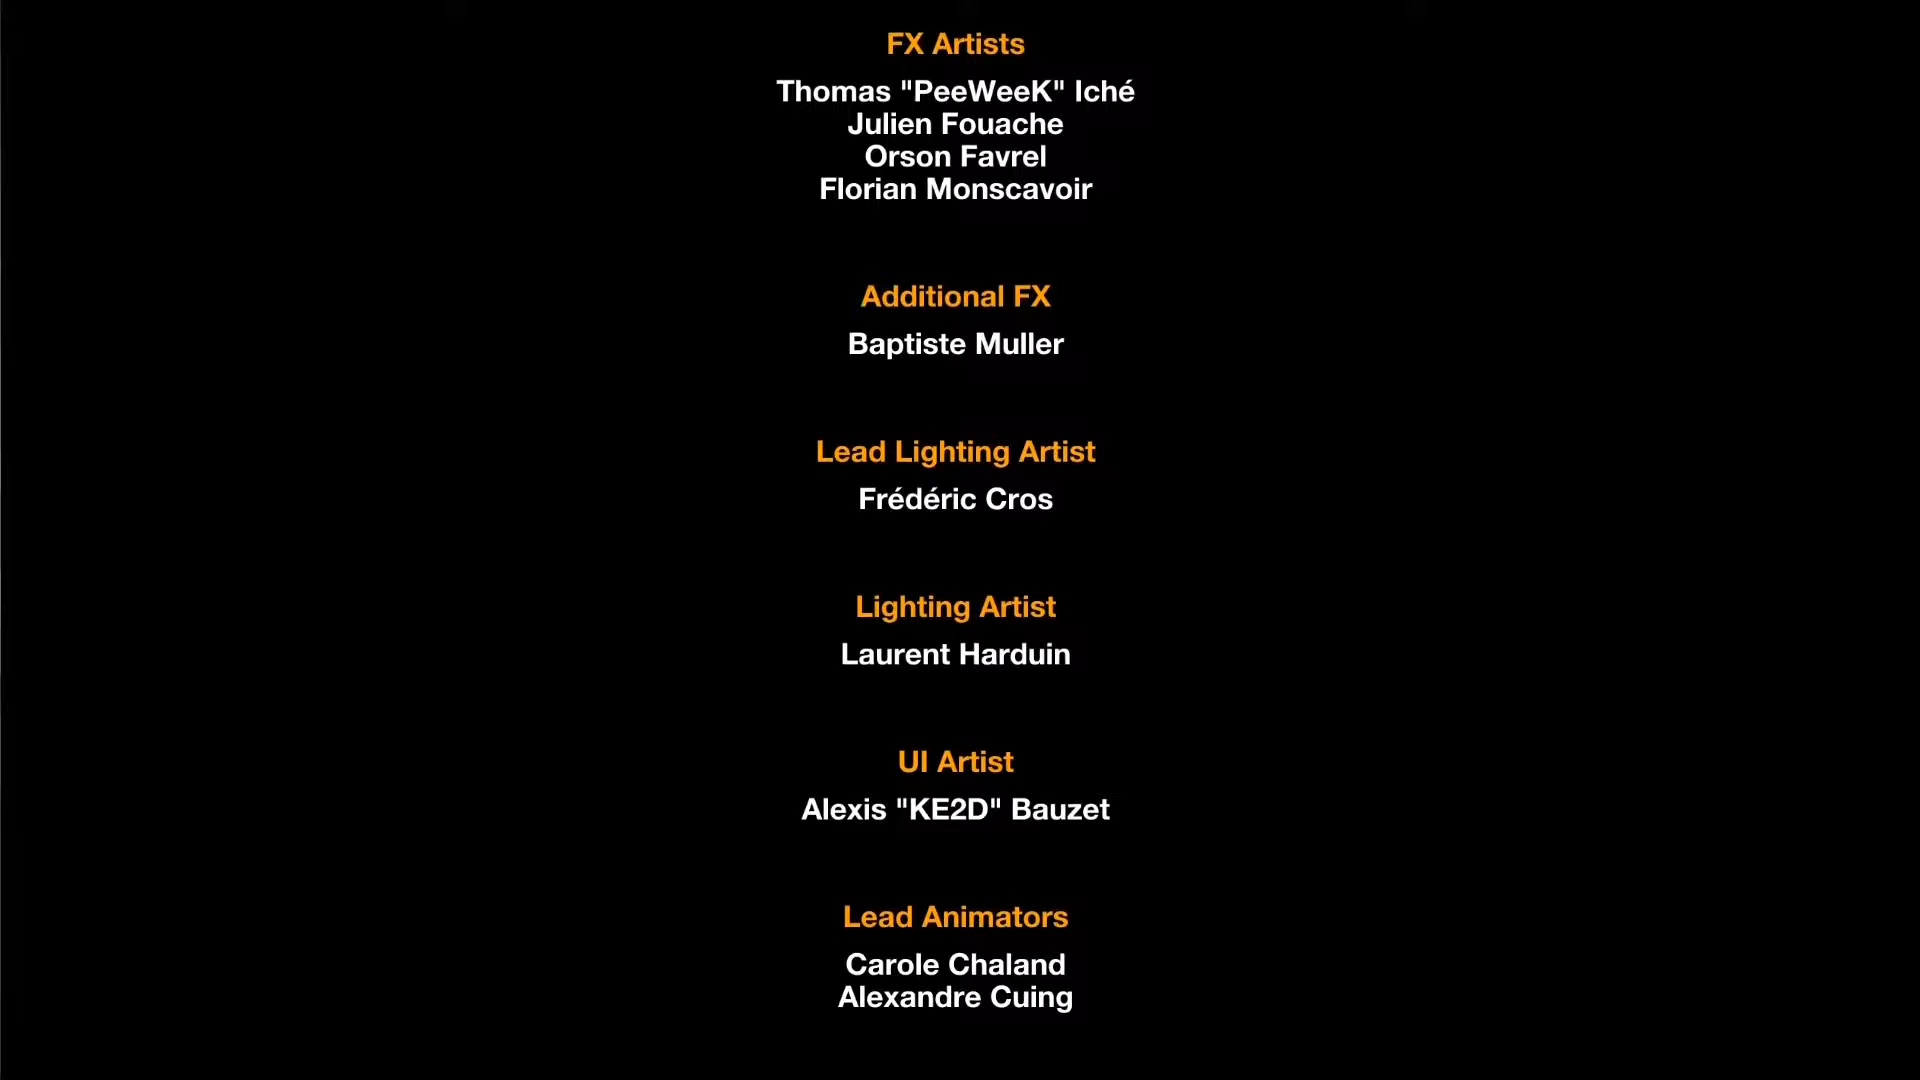 FX Artists
Thomas "PeeWeeK" Iché
Julien Fouache
Orson Favrel
Florian Monscavoir
Additional FX
Baptiste Muller
Lead Lighting Artist
Frédéric Cros
Lighting Artist
Laurent Harduin
UI Artist
Alexis "KE2D" Bauzet
Lead Animators
Carole Chaland
Alexandre Cuing